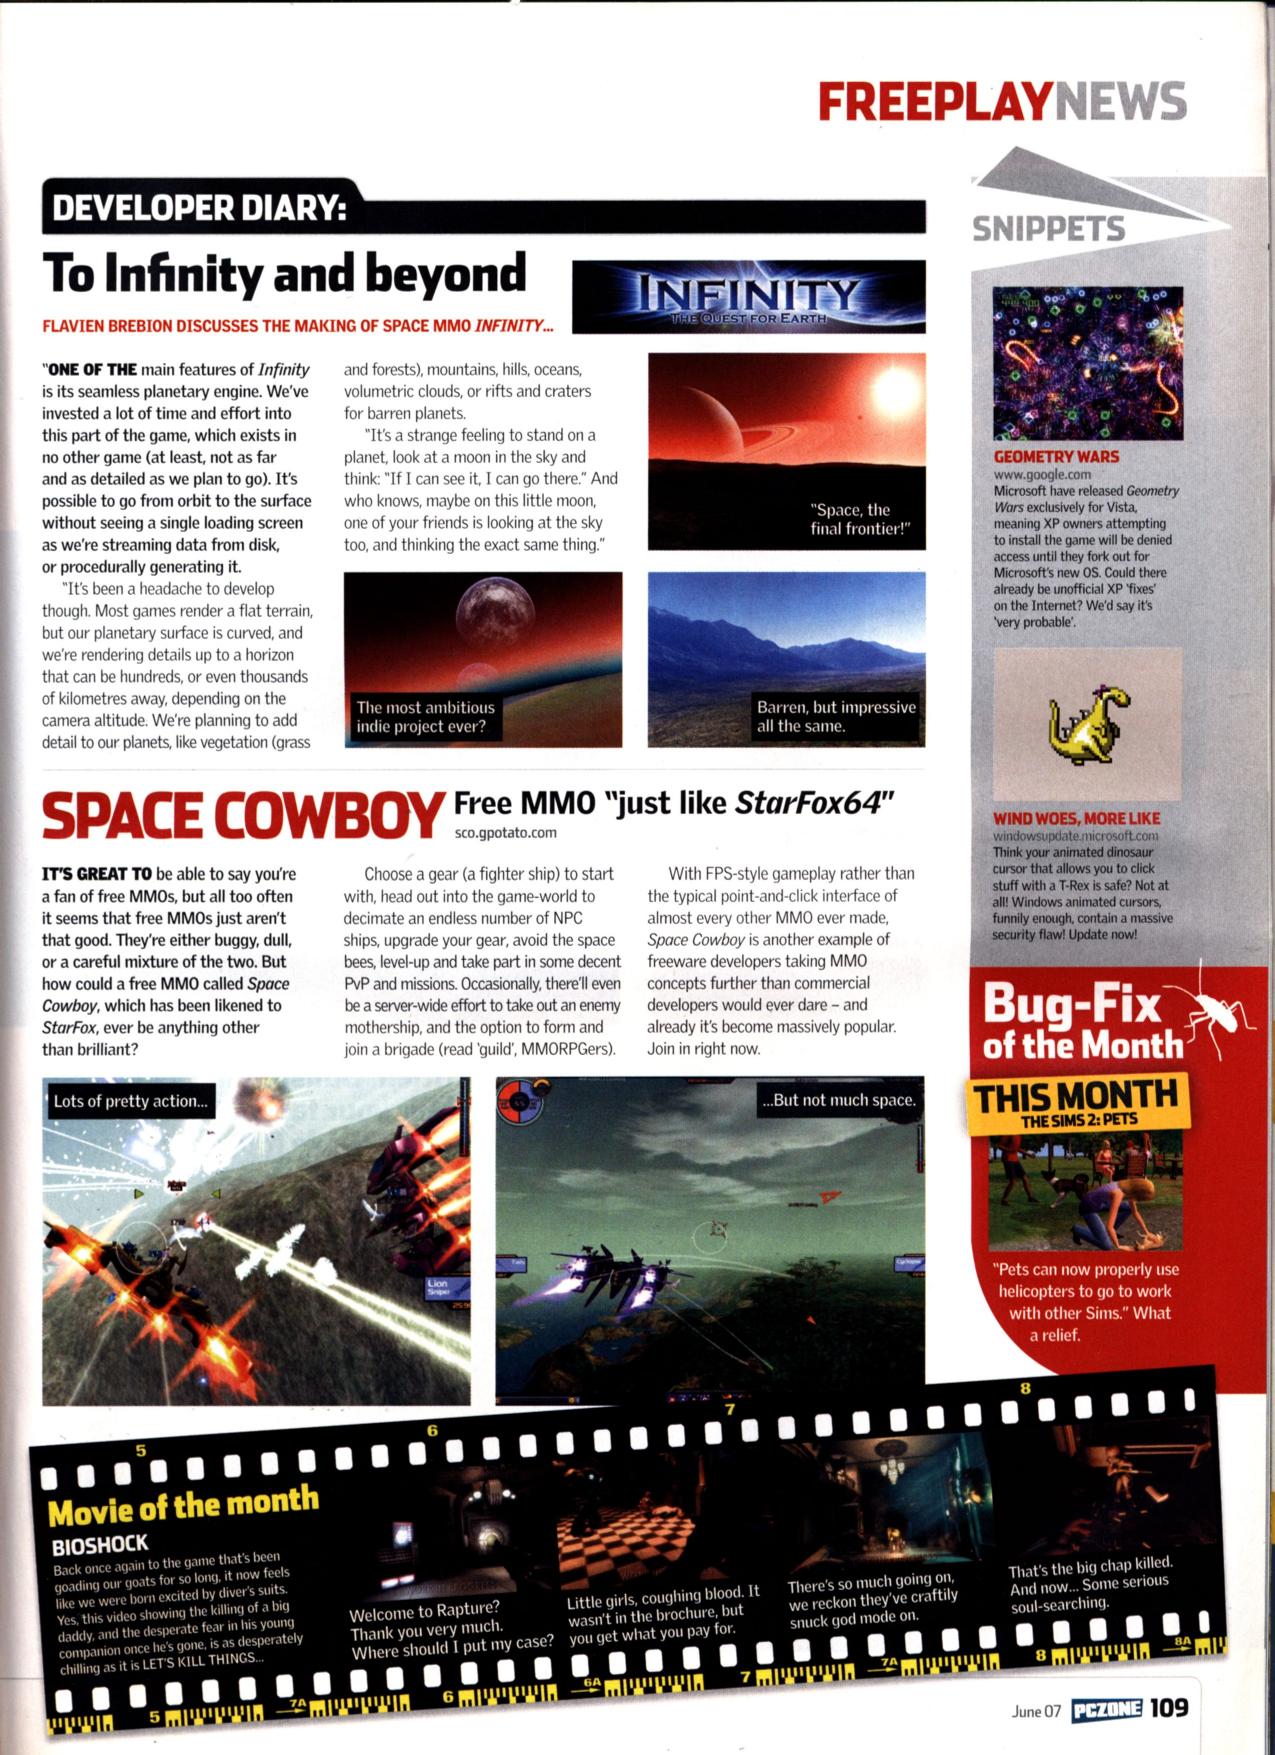 FREEPLAYNEWS
DEVELOPER DIARY:
To Infinity and beyond
FLAVIEN BREBION DISCUSSES THE MAKING OF SPACE MMO INFINITY...
INFINITY
THE QUEST FOR EARTH
"ONE OF THE main features of Infinity
is its seamless planetary engine. We've
invested a lot of time and effort into
this part of the game, which exists in
no other game (at least, not as far
and as detailed as we plan to go). It's
possible to go from orbit to the surface
without seeing a single loading screen
as we're streaming data from disk,
or procedurally generating it.
"It's been a headache to develop
though. Most games render a flat terrain,
but our planetary surface is curved, and
we're rendering details up to a horizon
that can be hundreds, or even thousands
of kilometres away, depending on the
camera altitude. We're planning to add
detail to our planets, like vegetation (grass
and forests), mountains, hills, oceans,
volumetric clouds, or rifts and craters
for barren planets.
"It's a strange feeling to stand on a
planet, look at a moon in the sky and
think: "If I can see it, I can go there." And
who knows, maybe on this little moon,
one of your friends is looking at the sky
too, and thinking the exact same thing."
"Space, the
final frontier!"
The most ambitious
indie project ever?
Barren, but impressive
all the same.
SPACE COWBOY Free MMO "just like StarFox64"
sco.gpotato.com
IT'S GREAT TO be able to say you're
a fan of free MMOs, but all too often
it seems that free MMOs just aren't
that good. They're either buggy, dull,
or a careful mixture of the two. But
how could a free MMO called Space
Cowboy, which has been likened to
StarFox, ever be anything other
than brilliant?
Choose a gear (a fighter ship) to start
with, head out into the game-world to
decimate an endless number of NPC
ships, upgrade your gear, avoid the space
bees, level-up and take part in some decent
PvP and missions. Occasionally, there'll even
be a server-wide effort to take out an enemy
mothership, and the option to form and
join a brigade (read 'guild', MMORPGers).
With FPS-style gameplay rather than
the typical point-and-click interface of
almost every other MMO ever made,
Space Cowboy is another example of
freeware developers taking MMO
concepts further than commercial
developers would ever dare – and
already it's become massively popular.
Join in right now.
Lots of pretty action...
Lion
Sniper
...But not much space.
SNIPPETS
GEOMETRY WARS
www.google.com
Microsoft have released Geometry
Wars exclusively for Vista,
meaning XP owners attempting
to install the game will be denied
access until they fork out for
Microsoft's new OS. Could there
already be unofficial XP 'fixes'
on the Internet? We'd say it's
'very probable'.
WIND WOES, MORE LIKE
windowsupdate.microsoft.com
Think your animated dinosaur
cursor that allows you to click
stuff with a T-Rex is safe? Not at
all! Windows animated cursors,
funnily enough, contain a massive
security flaw! Update now!
Bug-Fix
of the Month
THIS MONTH
THE SIMS 2: PETS
"Pets can now properly use
helicopters to go to work
with other Sims." What
a relief.
5
6
7
8
Movie of the month
BIOSHOCK
Back once again to the game that's been
goading our goats for so long, it now feels
like we were born excited by diver's suits.
Yes, this video showing the killing of a big
daddy, and the desperate fear in his young
companion once he's gone, is as desperately
chilling as it is LET'S KILL THINGS...
Welcome to Rapture?
Thank you very much.
Where should I put my case?
Little girls, coughing blood. It
wasn't in the brochure, but
you get what you pay for.
There's so much going on,
we reckon they've craftily
snuck god mode on.
That's the big chap killed.
And now... Some serious
soul-searching.
5
7A
6
6A
7
7A
8
8A
June 07 PCZONE 109